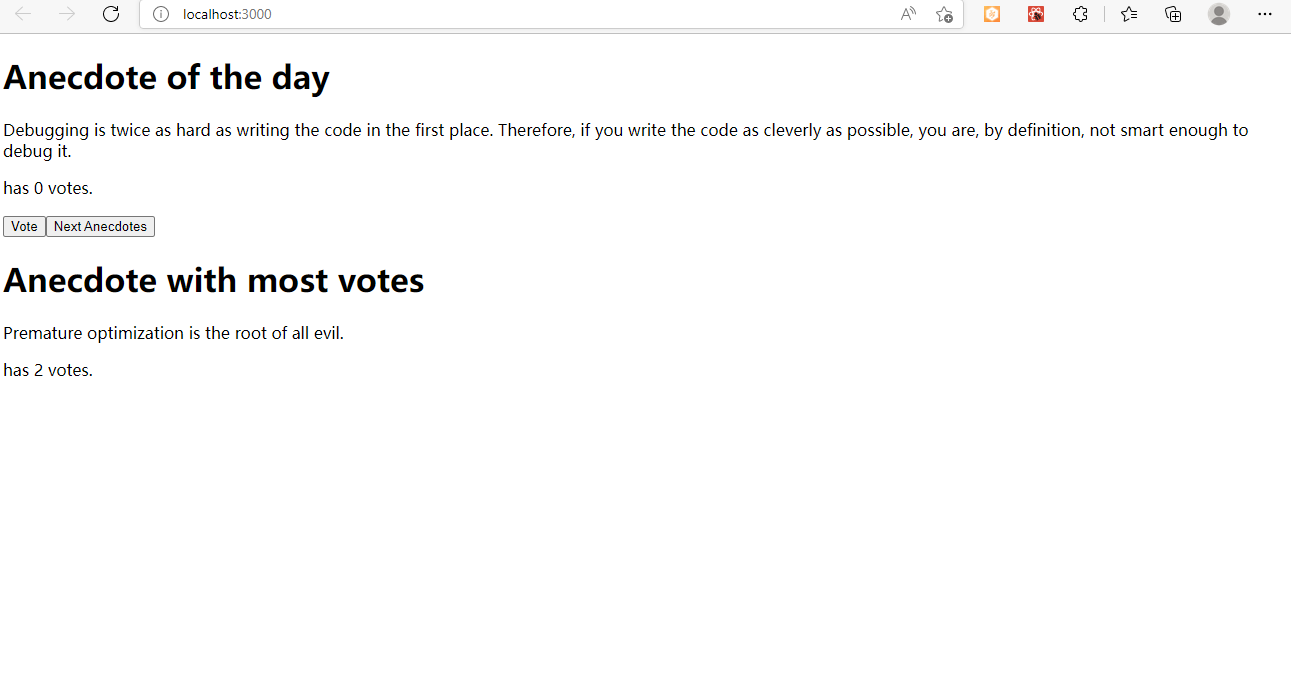 localhost:3000
Anecdote of the day
Debugging is twice as hard as writing the code in the first place. Therefore, if you write the code as cleverly as possible, you are, by definition, not smart enough to
debug it.
has 0 votes.
Vote Next Anecdotes
Anecdote with most votes
Premature optimization is the root of all evil.
has 2 votes.